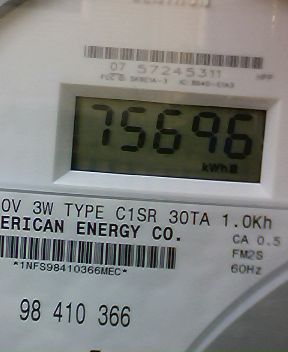 07 57245311
HPP
75696
kWh
0V 3W TYPE C1SR 30TA 1.0Kh
ERICAN ENERGY CO.
CA 0.5
FM2S
*1NFS98410366MEC*
60Hz
98 410 366